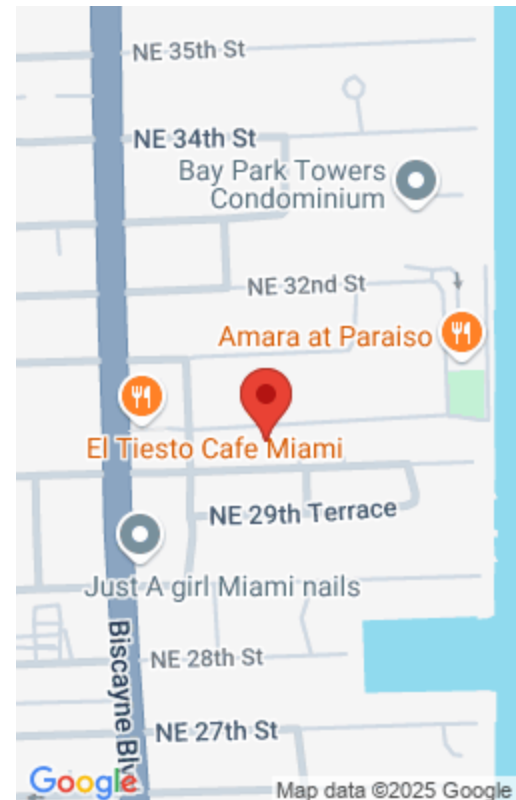 NE 35th St
NE 34th St
Bay Park Towers
Condominium
NE 32nd St
Amara at Paraiso
El Tiesto Cafe Miami
NE 29th Terrace
Just A girl Miami nails
Biscayne Blv
NE 28th St
NE 27th St
Google
Map data ©2025 Google